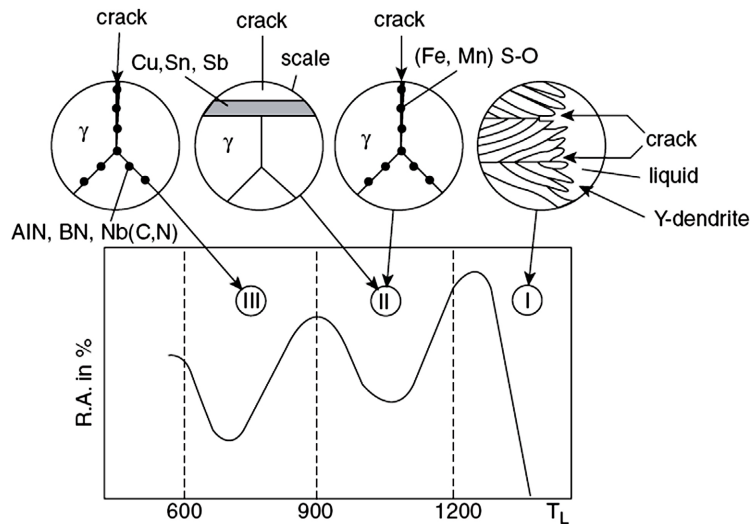 crack
crack
crack
Cu,Sn, Sb
scale
(Fe, Mn) S-O
γ
γ
γ
crack
liquid
Y-dendrite
AlN, BN, Nb(C,N)
III
II
I
R.A. in %
600
900
1200
T_L